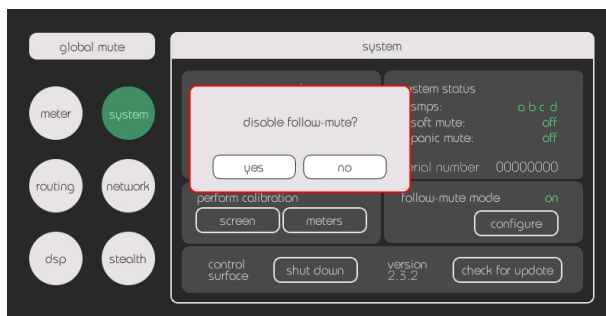 global mute
system
meter
system
routing
network
dsp
stealth
system status
smps: a b c d
soft mute: off
panic mute: off
serial number 00000000
disable follow-mute?
yes no
perform calibration
screen meters
follow-mute mode on
configure
control
surface
shut down
version
2.3.2
check for update